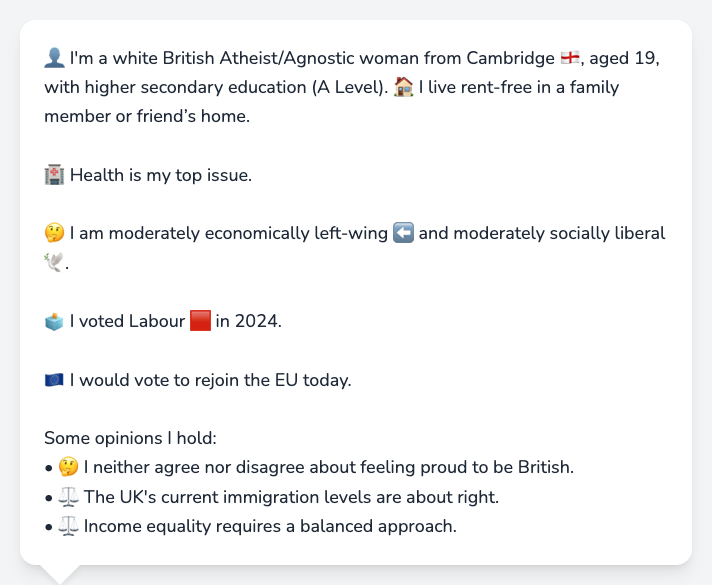 👤 I'm a white British Atheist/Agnostic woman from Cambridge 🏴󠁧󠁢󠁥󠁮󠁧󠁿, aged 19,
with higher secondary education (A Level). 🏠 I live rent-free in a family
member or friend’s home.
🏥 Health is my top issue.
🤔 I am moderately economically left-wing ⬅️ and moderately socially liberal
🕊️.
🗳️ I voted Labour 🟥 in 2024.
🇪🇺 I would vote to rejoin the EU today.
Some opinions I hold:
• 🤔 I neither agree nor disagree about feeling proud to be British.
• ⚖️ The UK's current immigration levels are about right.
• ⚖️ Income equality requires a balanced approach.